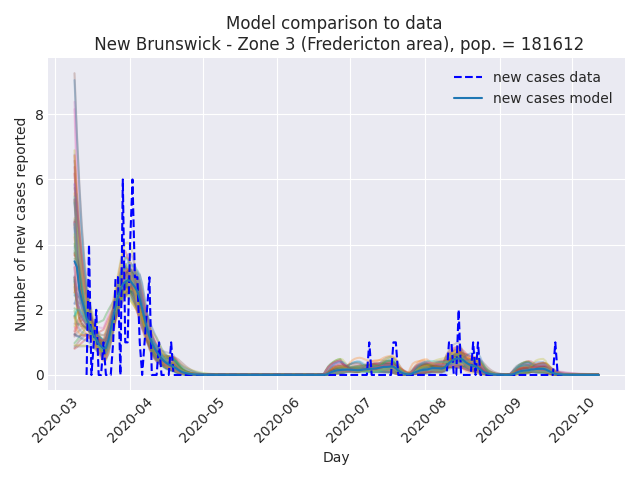 Model comparison to data
New Brunswick - Zone 3 (Fredericton area), pop. = 181612
new cases data
new cases model
Number of new cases reported
8
6
4
2
0
2020-03
2020-04
2020-05
2020-06
2020-07
2020-08
2020-09
2020-10
Day